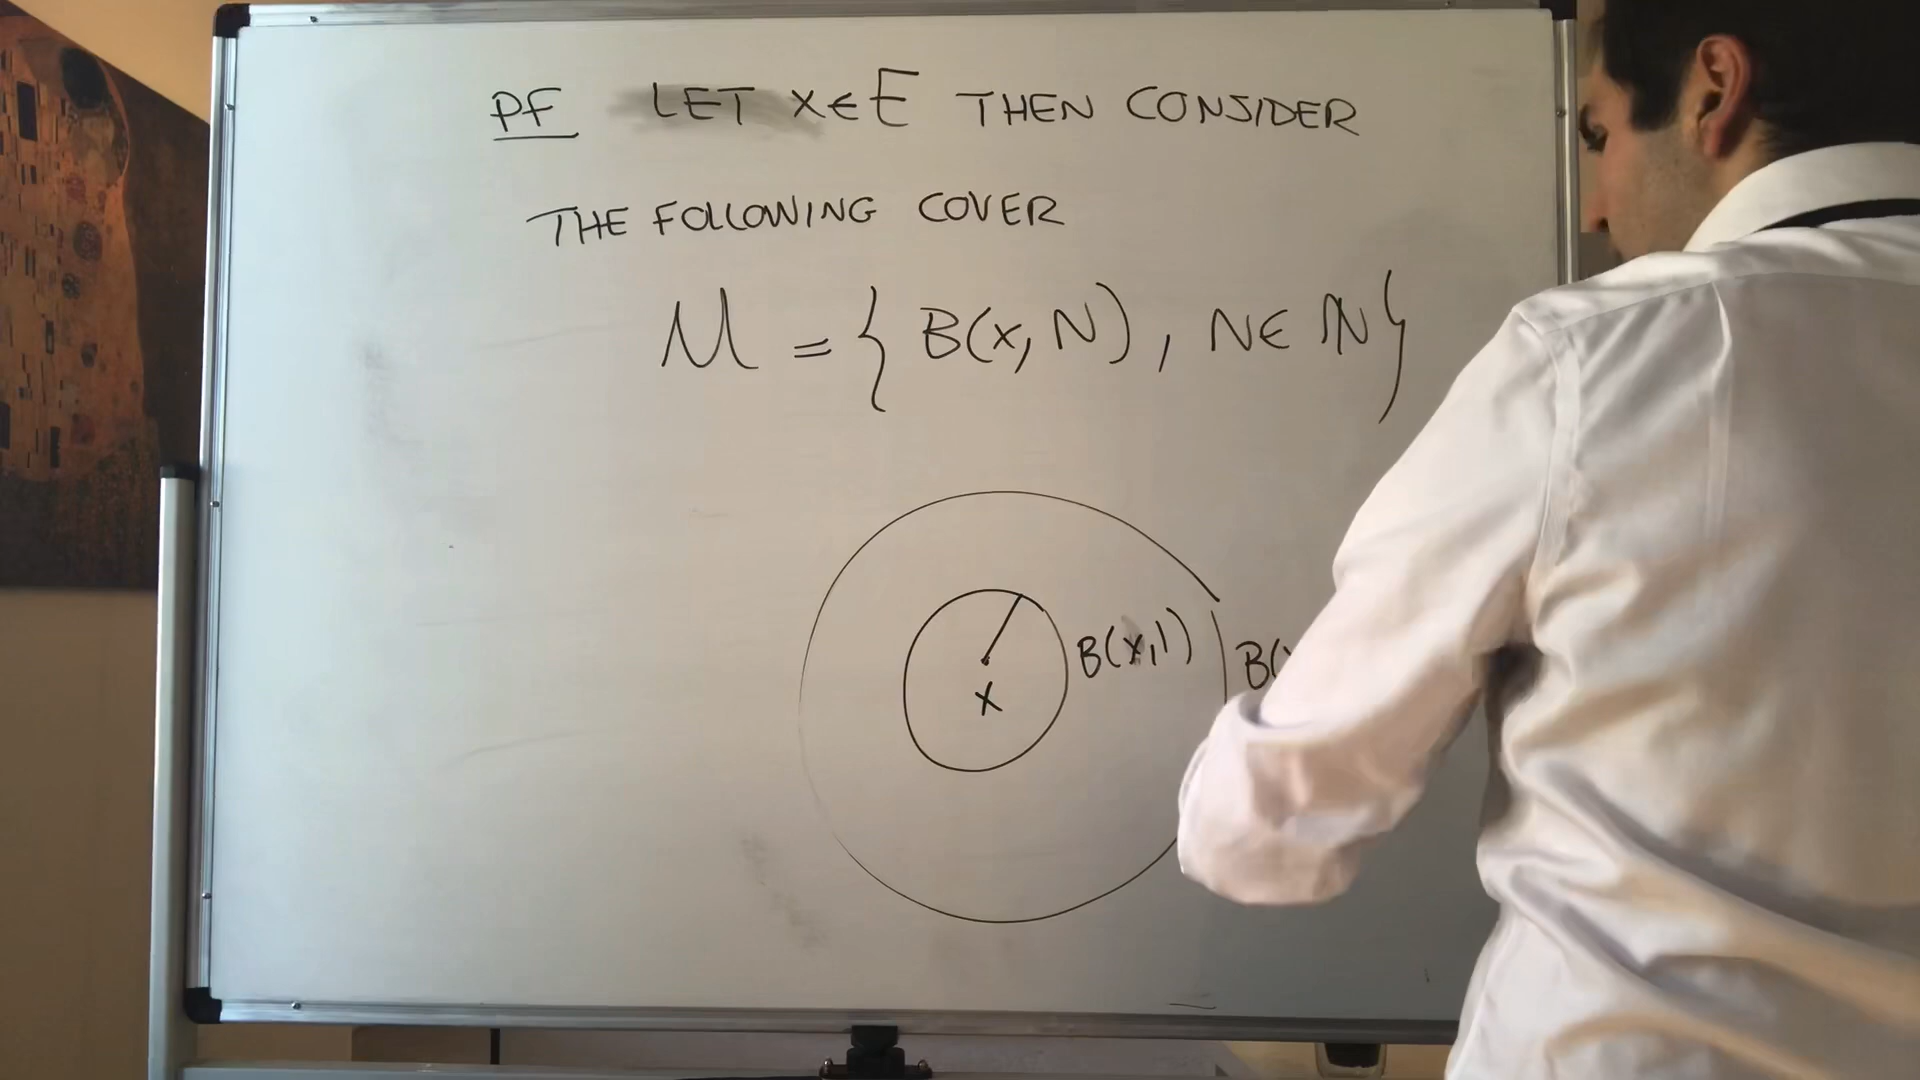 PF LET x∈E THEN CONSIDER
THE FOLLOWING COVER
U = { B(x, N), N∈ ℕ }
B(x,1) B(
x